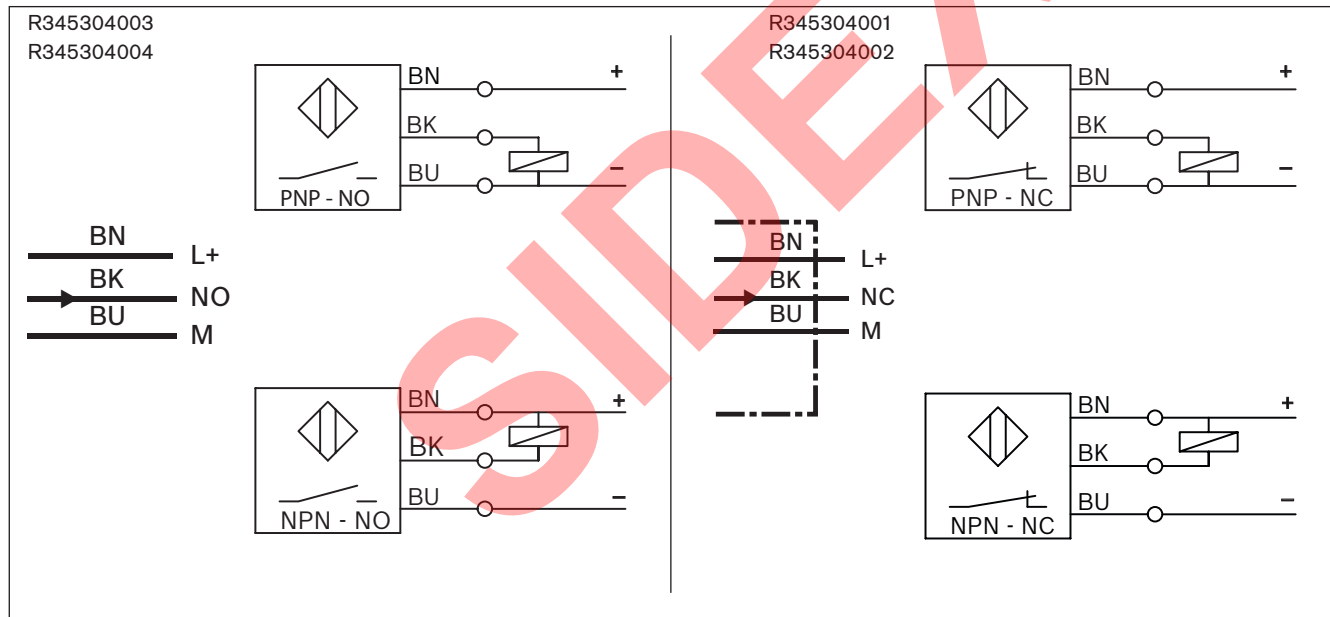 R345304003
R345304004
BN +
BK
BU −
PNP - NO
BN L+
BK NO
BU M
BN +
BK
BU −
NPN - NO
R345304001
R345304002
BN +
BK
BU −
PNP - NC
BN L+
BK NC
BU M
BN +
BK
BU −
NPN - NC
SIDEX